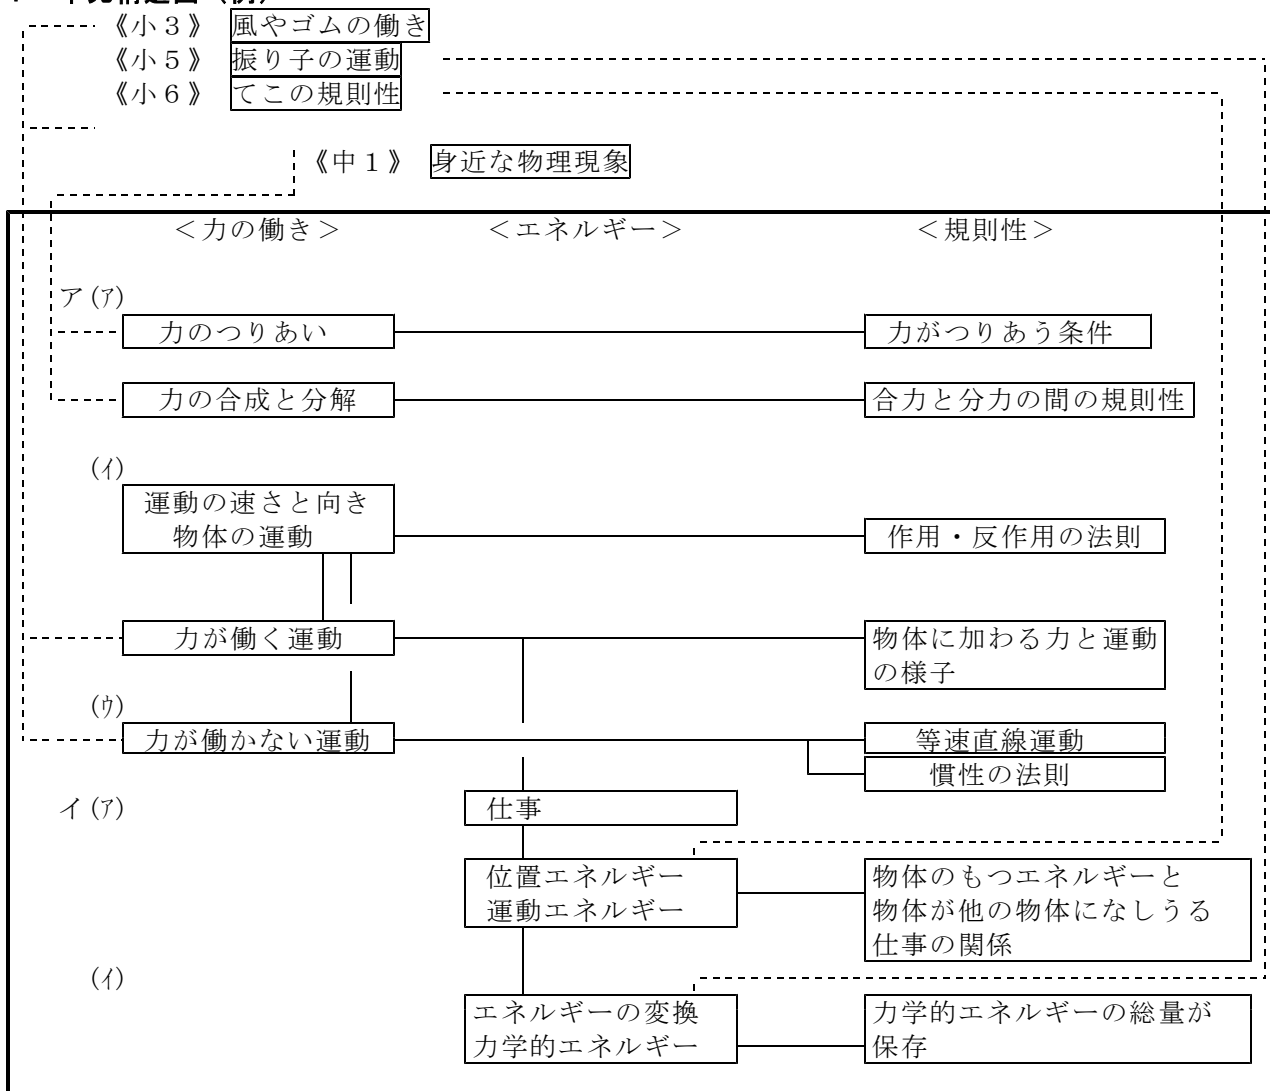 《小３》 風やゴムの働き
《小５》 振り子の運動
《小６》 てこの規則性
《中１》 身近な物理現象
＜力の働き＞ ＜エネルギー＞ ＜規則性＞
ア(ｱ)
力のつりあい 力がつりあう条件
力の合成と分解 合力と分力の間の規則性
(ｲ)
運動の速さと向き
物体の運動 作用・反作用の法則
力が働く運動 物体に加わる力と運動
の様子
(ｳ)
力が働かない運動 等速直線運動
慣性の法則
イ(ｱ) 仕事
位置エネルギー 物体のもつエネルギーと
運動エネルギー 物体が他の物体になしうる
仕事の関係
(ｲ)
エネルギーの変換 力学的エネルギーの総量が
力学的エネルギー 保存